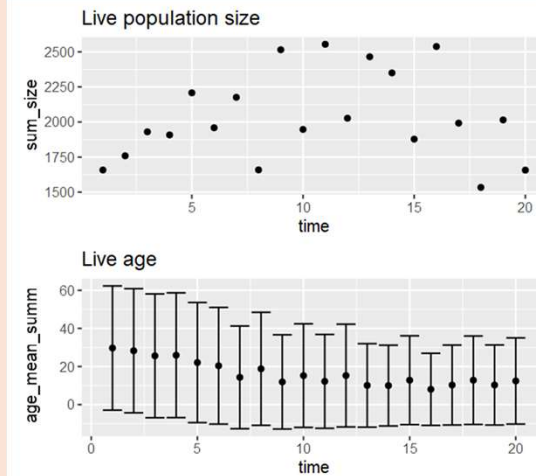 Live population size
2500
2250
2000
1750
1500
sum_size
5 10 15 20
time
Live age
60
40
20
0
age_mean_summ
0 5 10 15 20
time